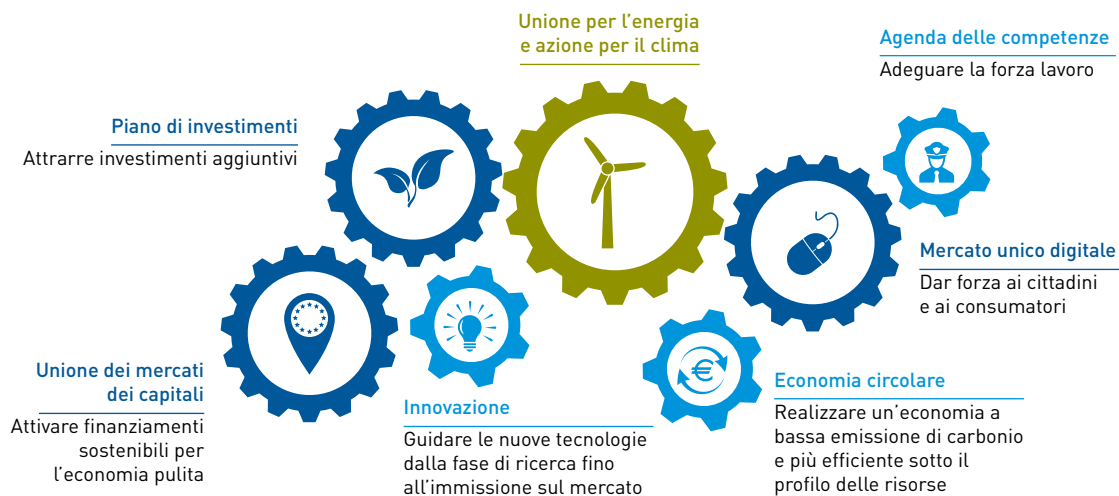 Unione per l'energia
e azione per il clima
Agenda delle competenze
Adeguare la forza lavoro
Piano di investimenti
Attrarre investimenti aggiuntivi
Mercato unico digitale
Dar forza ai cittadini
e ai consumatori
Unione dei mercati
dei capitali
Attivare finanziamenti
sostenibili per
l'economia pulita
Innovazione
Guidare le nuove tecnologie
dalla fase di ricerca fino
all'immissione sul mercato
Economia circolare
Realizzare un'economia a
bassa emissione di carbonio
e più efficiente sotto il
profilo delle risorse
€